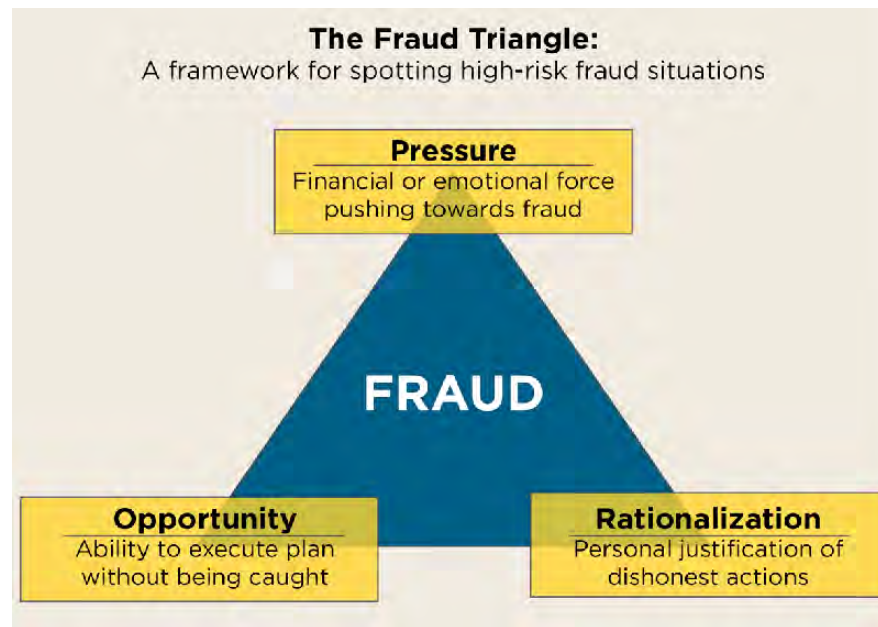 The Fraud Triangle:
A framework for spotting high-risk fraud situations
Pressure
Financial or emotional force
pushing towards fraud
FRAUD
Opportunity
Ability to execute plan
without being caught
Rationalization
Personal justification of
dishonest actions